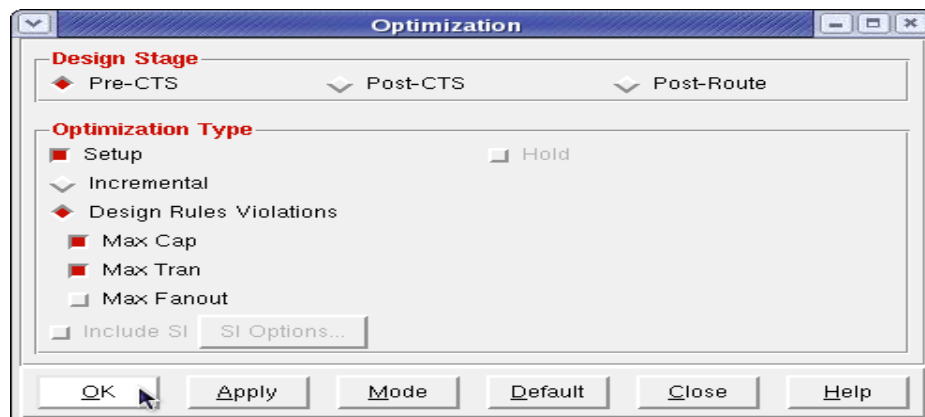 Optimization
Design Stage
Pre-CTS Post-CTS Post-Route
Optimization Type
Setup Hold
Incremental
Design Rules Violations
Max Cap
Max Tran
Max Fanout
Include SI SI Options...
OK Apply Mode Default Close Help